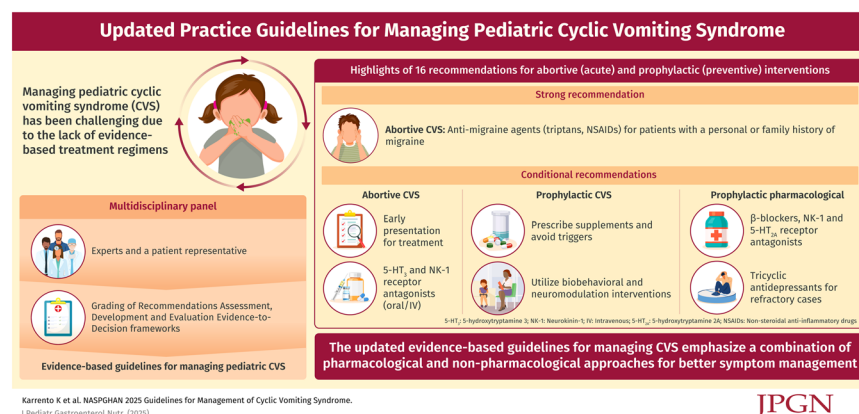 Updated Practice Guidelines for Managing Pediatric Cyclic Vomiting Syndrome
Managing pediatric cyclic
vomiting syndrome (CVS)
has been challenging
due to the lack of evidence-
based treatment regimens
Multidisciplinary panel
Experts and a patient representative
Grading of Recommendations Assessment,
Development and Evaluation Evidence-to-
Decision frameworks
Evidence-based guidelines for managing pediatric CVS
Highlights of 16 recommendations for abortive (acute) and prophylactic (preventive) interventions
Strong recommendation
Abortive CVS: Anti-migraine agents (triptans, NSAIDs) for patients with a personal or family history of
migraine
Conditional recommendations
Abortive CVS
Early
presentation
for treatment
5-HT₃ and NK-1
receptor
antagonists
(oral/IV)
Prophylactic CVS
Prescribe supplements and
avoid triggers
Utilize biobehavioral and
neuromodulation interventions
Prophylactic pharmacological
β-blockers, NK-1 and
5-HT₂A receptor
antagonists
Tricyclic
antidepressants for
refractory cases
5-HT₃: 5-hydroxytryptamine 3; NK-1: Neurokinin-1; IV: Intravenous; 5-HT₂A: 5-hydroxytryptamine 2A; NSAIDs: Non-steroidal anti-inflammatory drugs
The updated evidence-based guidelines for managing CVS emphasize a combination of
pharmacological and non-pharmacological approaches for better symptom management
Karrento K et al. NASPGHAN 2025 Guidelines for Management of Cyclic Vomiting Syndrome.
J Pediatr Gastroenterol Nutr. (2025)
JPGN